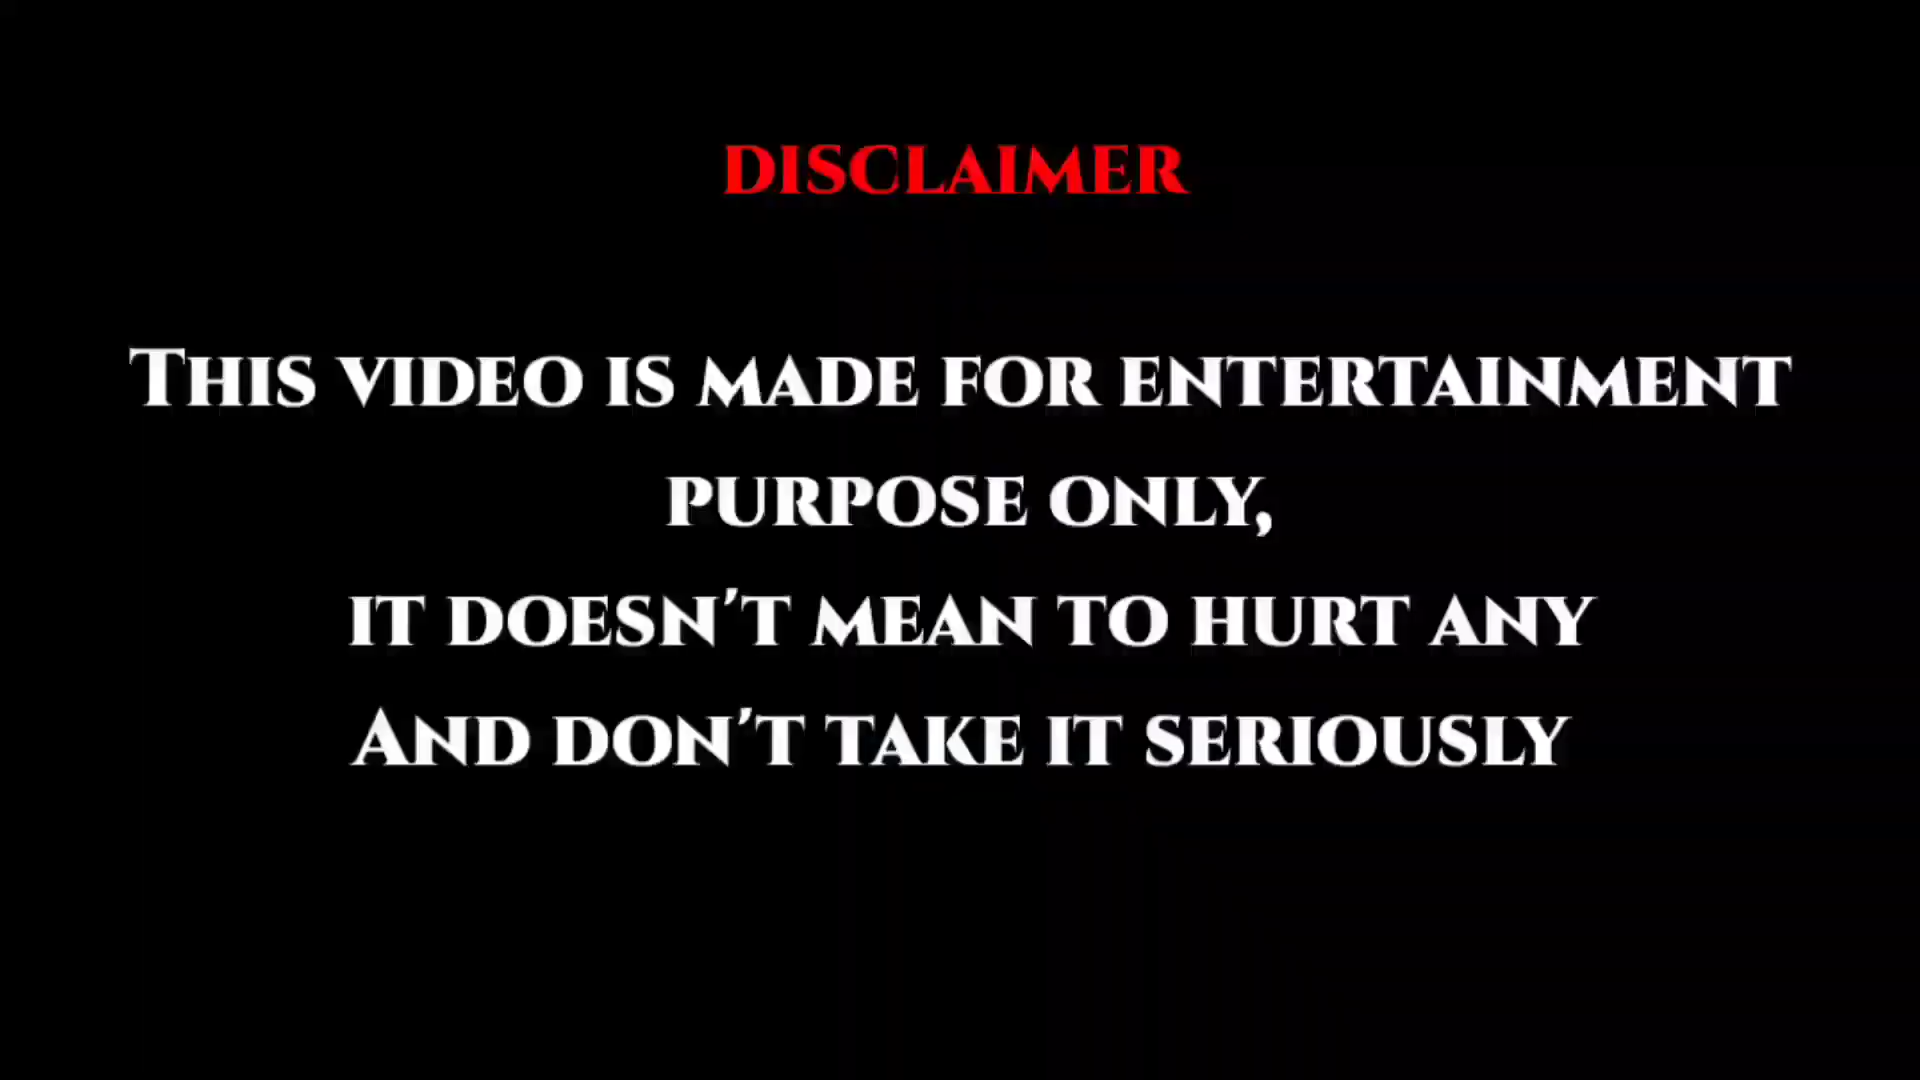 DISCLAIMER
THIS VIDEO IS MADE FOR ENTERTAINMENT
PURPOSE ONLY,
IT DOESN'T MEAN TO HURT ANY
AND DON'T TAKE IT SERIOUSLY